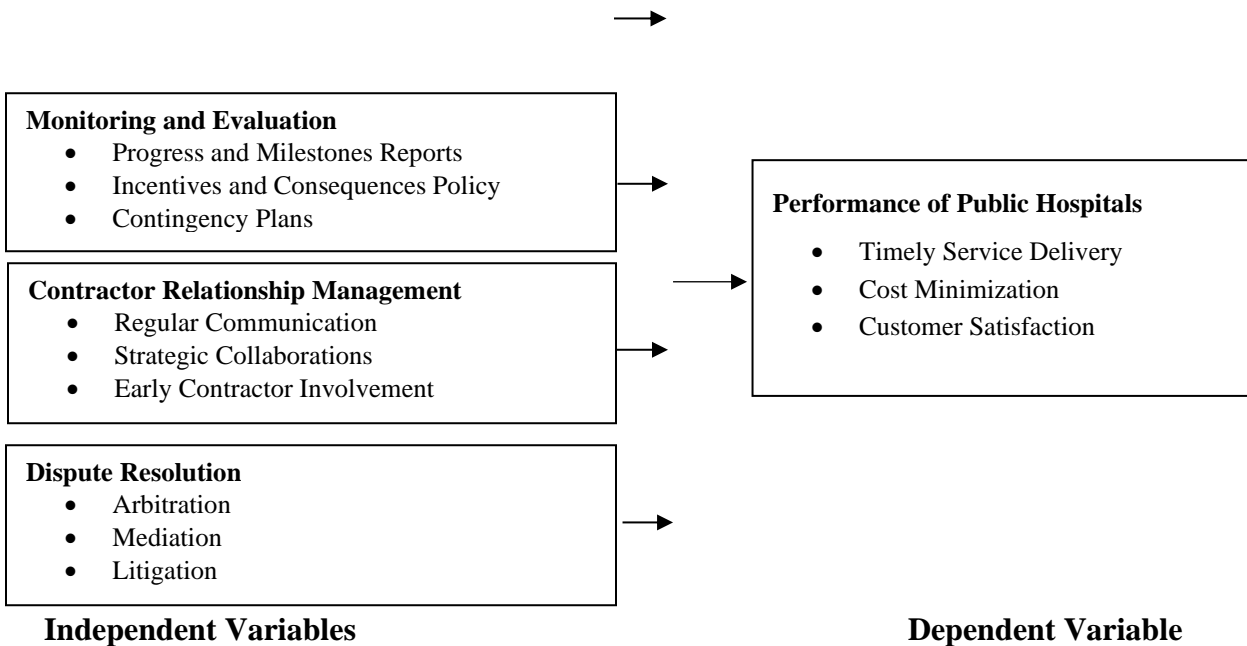 Monitoring and Evaluation
• Progress and Milestones Reports
• Incentives and Consequences Policy
• Contingency Plans
Contractor Relationship Management
• Regular Communication
• Strategic Collaborations
• Early Contractor Involvement
Dispute Resolution
• Arbitration
• Mediation
• Litigation
Independent Variables
Performance of Public Hospitals
• Timely Service Delivery
• Cost Minimization
• Customer Satisfaction
Dependent Variable